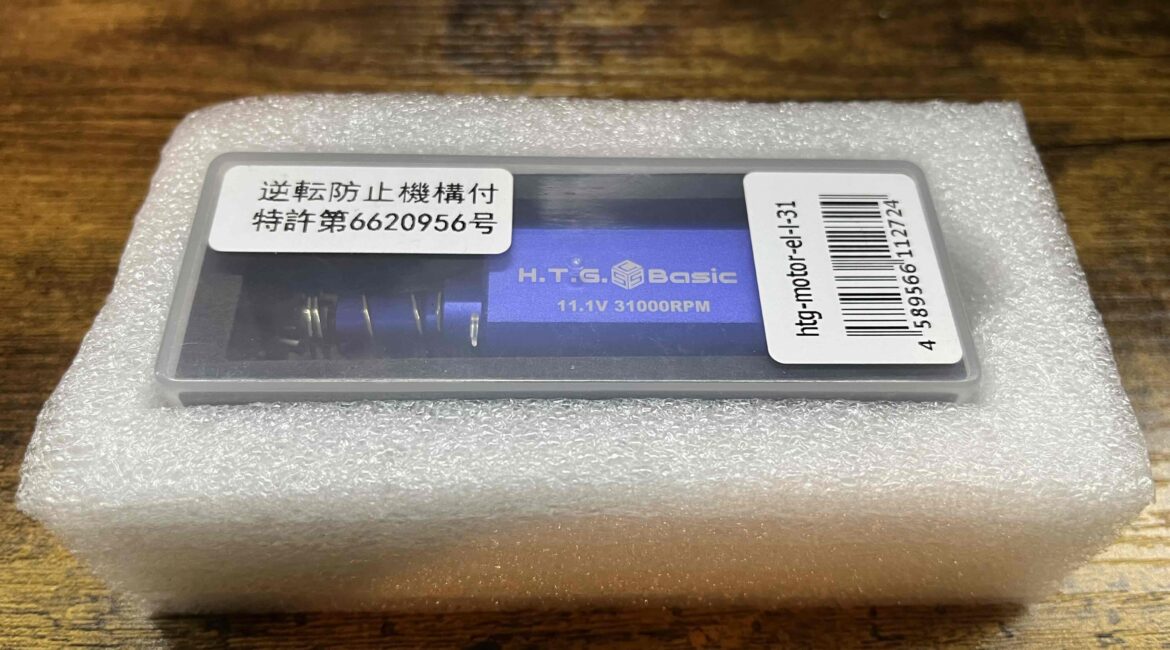 逆転防止機構付
特許第6620956号
H.T.G. Basic
11.1V 31000RPM
htg-motor-el-l-31
4 589566 112724